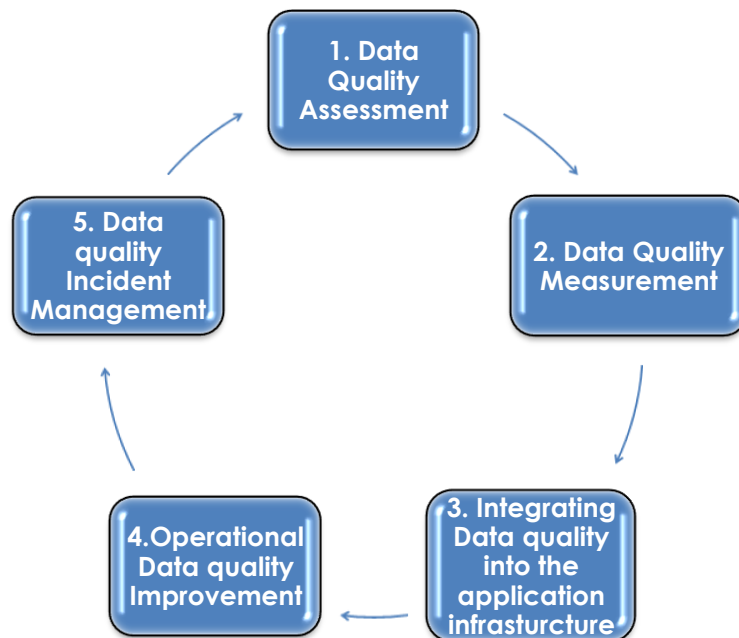 1. Data
Quality
Assessment
2. Data Quality
Measurement
3. Integrating
Data quality
into the
application
infrasturcture
4.Operational
Data quality
Improvement
5. Data
quality
Incident
Management